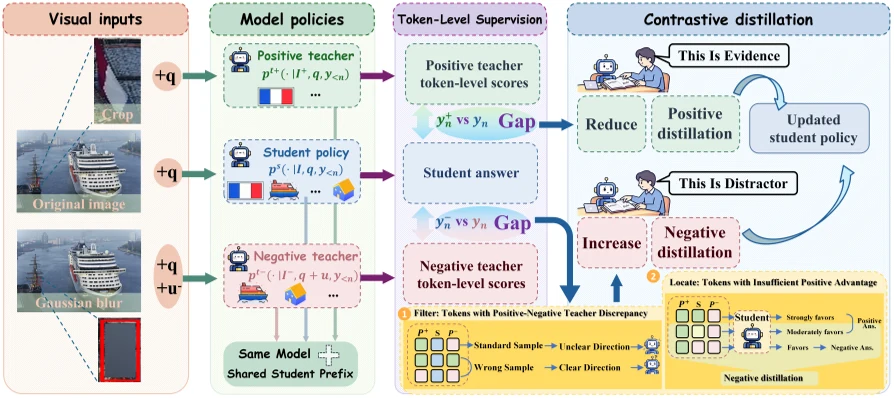 Visual inputs
Model policies
Token-Level Supervision
Contrastive distillation
Crop
+q
Original image
+q
Gaussian blur
+q
+u-
Positive teacher
p^{t+}(· |I^+, q, y_{<n})
...
Student policy
p^s(· |I, q, y_{<n})
...
Negative teacher
p^{t-}(· |I^-, q + u, y_{<n})
...
Same Model
Shared Student Prefix
Positive teacher
token-level scores
y_n^+ vs y_n Gap
Student answer
y_n^- vs y_n Gap
Negative teacher
token-level scores
This Is Evidence
Reduce
Positive
distillation
Updated
student policy
This Is Distractor
Increase
Negative
distillation
1 Filter: Tokens with Positive-Negative Teacher Discrepancy
P^+ S P^-
Standard Sample
Unclear Direction
Wrong Sample
Clear Direction
2
Locate: Tokens with Insufficient Positive Advantage
P^+ S P^-
Student
Strongly favors
Moderately favors
Positive
Ans.
Favors
Negative Ans.
Negative distillation